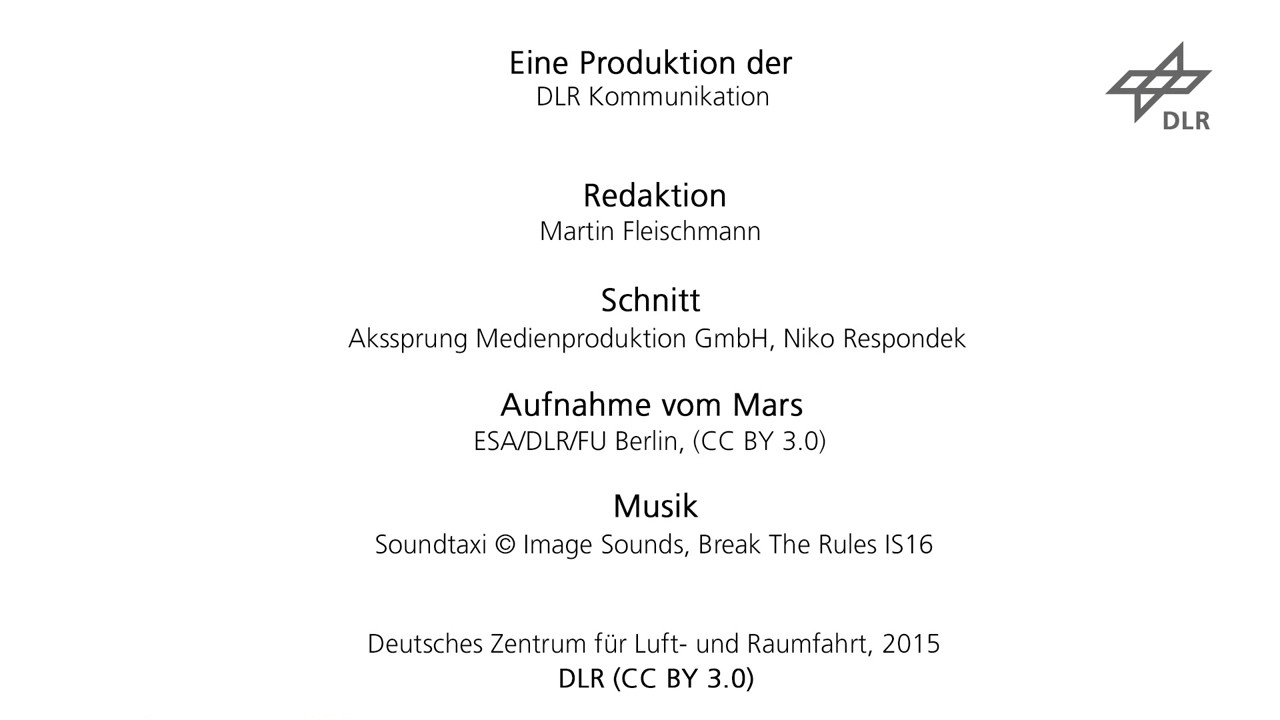 Eine Produktion der
DLR Kommunikation
DLR
Redaktion
Martin Fleischmann
Schnitt
Akssprung Medienproduktion GmbH, Niko Respondek
Aufnahme vom Mars
ESA/DLR/FU Berlin, (CC BY 3.0)
Musik
Soundtaxi © Image Sounds, Break The Rules IS16
Deutsches Zentrum für Luft- und Raumfahrt, 2015
DLR (CC BY 3.0)